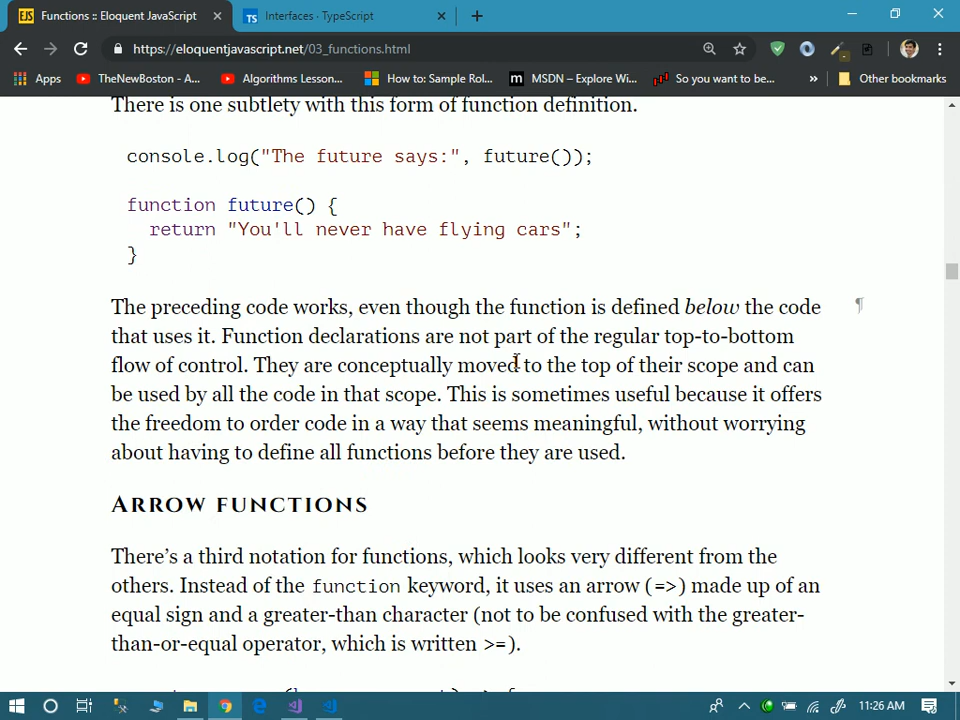 Functions :: Eloquent JavaScript
Interfaces · TypeScript
https://eloquentjavascript.net/03_functions.html
Apps
TheNewBoston - A...
Algorithms Lesson...
How to: Sample Rol...
MSDN – Explore Wi...
So you want to be...
»
Other bookmarks
There is one subtlety with this form of function definition.
console.log("The future says:", future());
function future() {
return "You'll never have flying cars";
}
The preceding code works, even though the function is defined below the code ¶
that uses it. Function declarations are not part of the regular top-to-bottom
flow of control. They are conceptually moved to the top of their scope and can
be used by all the code in that scope. This is sometimes useful because it offers
the freedom to order code in a way that seems meaningful, without worrying
about having to define all functions before they are used.
Arrow functions
There’s a third notation for functions, which looks very different from the
others. Instead of the function keyword, it uses an arrow (=>) made up of an
equal sign and a greater-than character (not to be confused with the greater-
than-or-equal operator, which is written >=).
11:26 AM